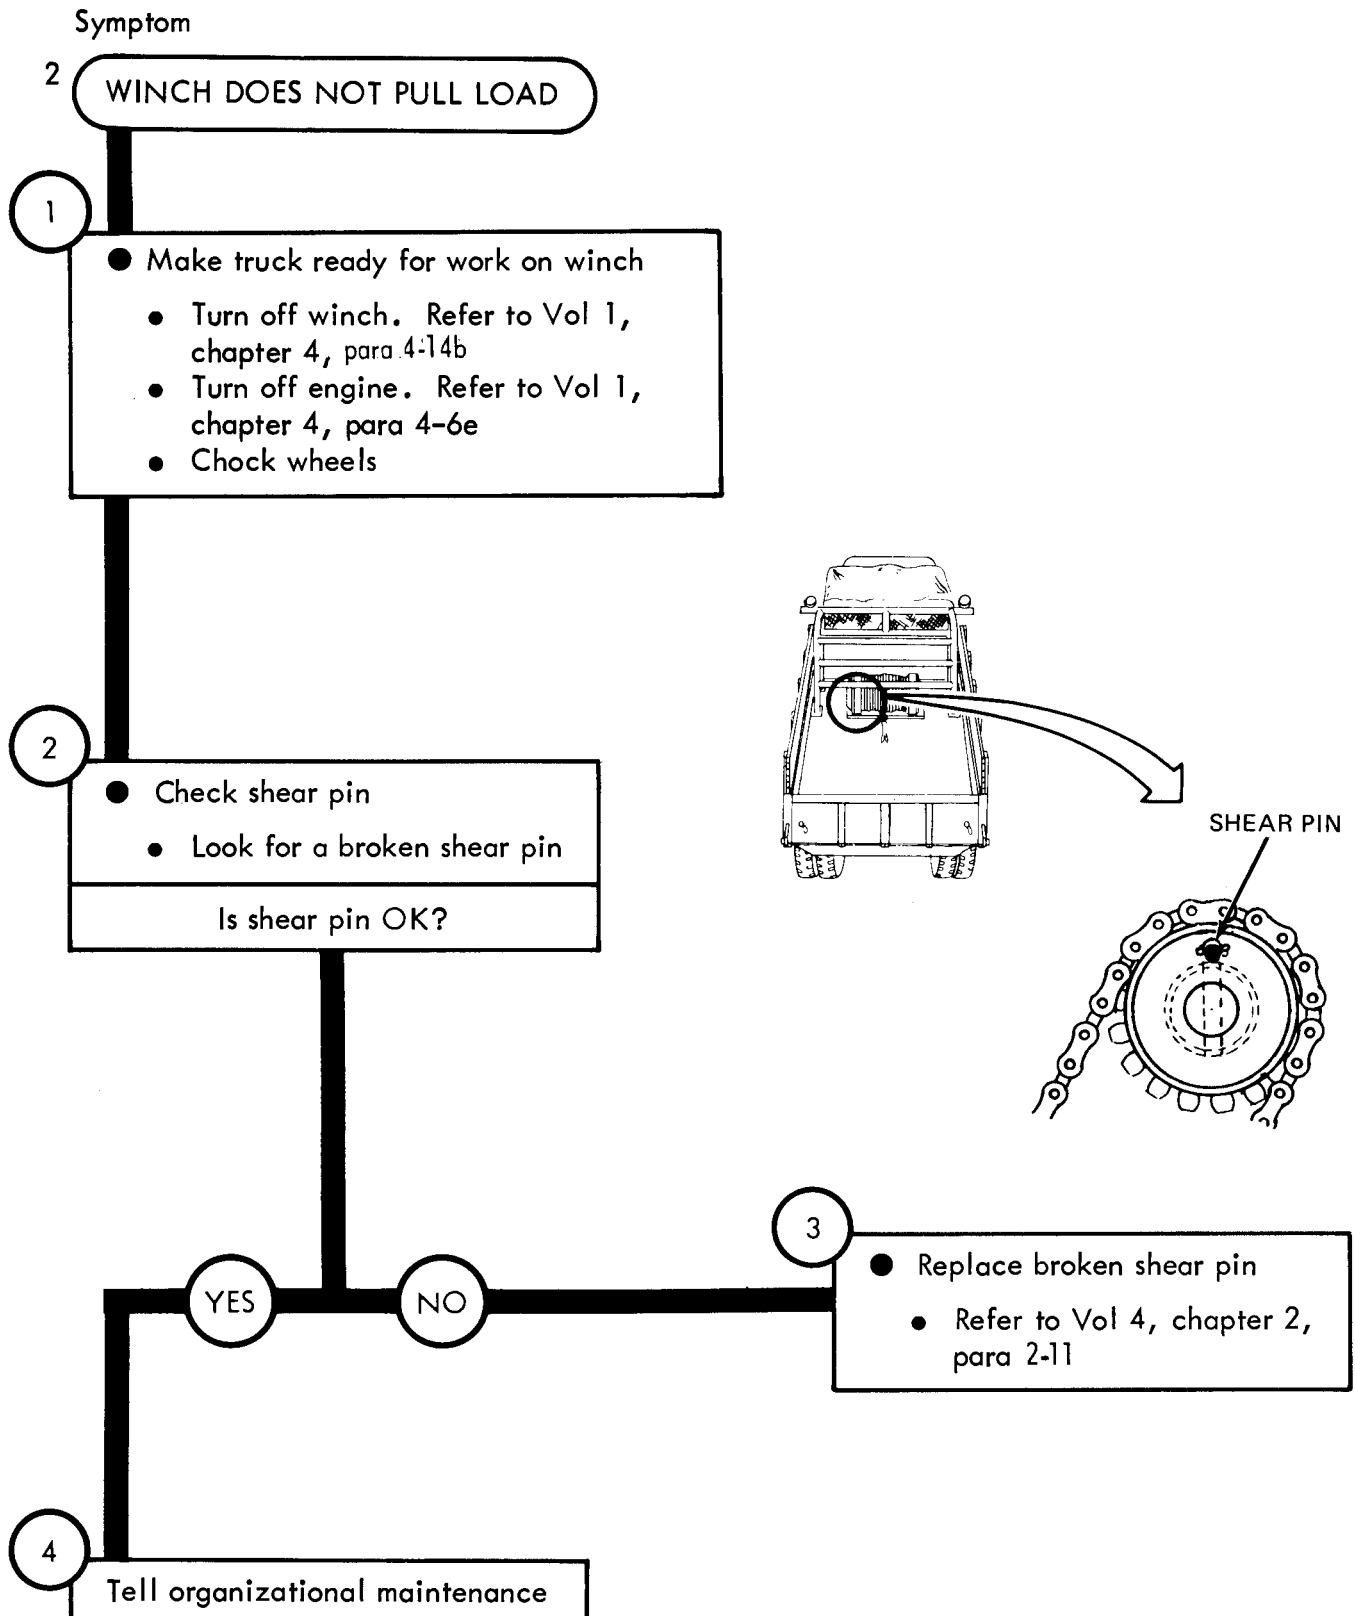 Symptom
2
WINCH DOES NOT PULL LOAD
1
● Make truck ready for work on winch
● Turn off winch. Refer to Vol 1,
chapter 4, para 4-14b
● Turn off engine. Refer to Vol 1,
chapter 4, para 4-6e
● Chock wheels
2
● Check shear pin
● Look for a broken shear pin
Is shear pin OK?
SHEAR PIN
YES
NO
3
● Replace broken shear pin
● Refer to Vol 4, chapter 2,
para 2-11
4
Tell organizational maintenance